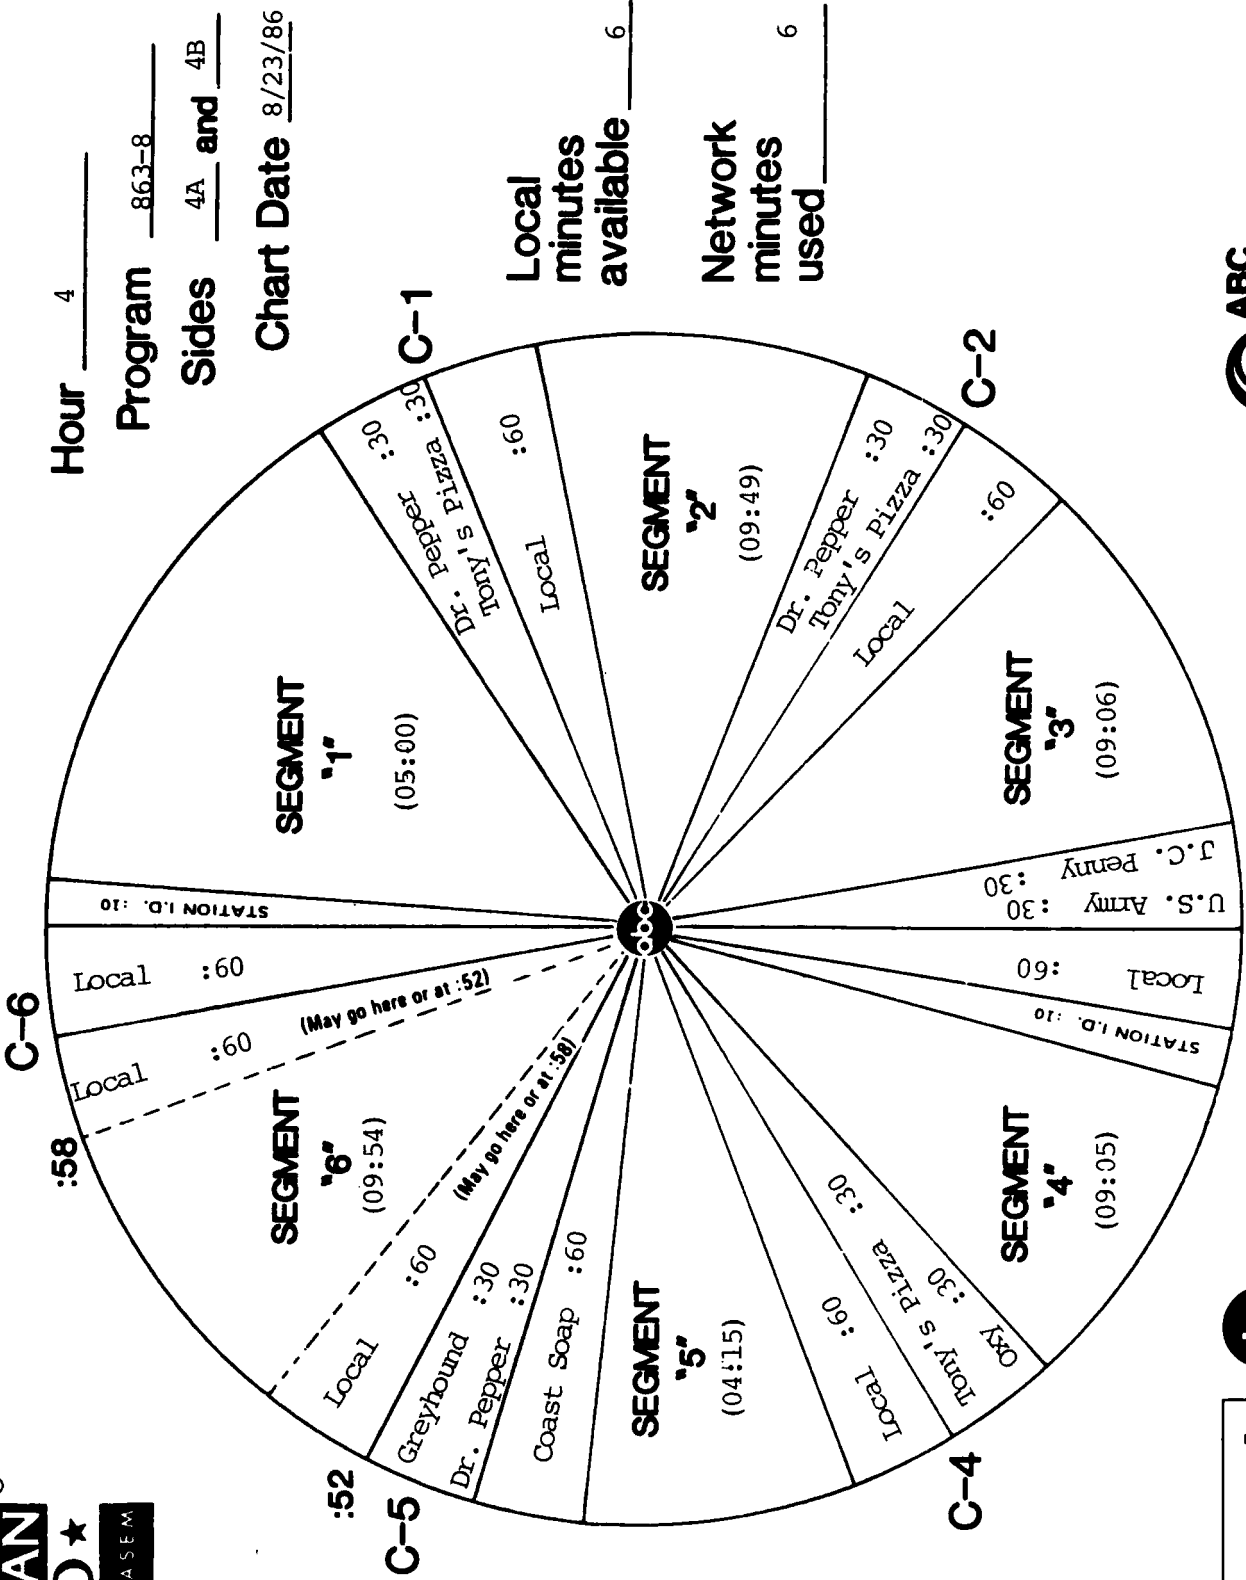 Hour 4
Program 863-8
Sides 4A and 4B
Chart Date 8/23/86
Local
minutes
available 6
Network
minutes
used 6
STATION I.D. :10
SEGMENT
"1"
(05:00)
Dr. Pepper :30
Tony's Pizza :30
C-1
Local :60
SEGMENT
"2"
(09:49)
Dr. Pepper :30
Tony's Pizza :30
C-2
Local :60
SEGMENT
"3"
(09:06)
J.C. Penny :30
U.S. Army :30
Local :60
STATION I.D. :10
SEGMENT
"4"
(09:05)
OXY :30
Tony's Pizza :30
C-4
Local :60
SEGMENT
"5"
(04:15)
Coast Soap :60
Dr. Pepper :30
Greyhound :30
C-5
:52
Local :60
(May go here or at :58)
SEGMENT
"6"
(09:54)
:58
Local :60
(May go here or at :52)
C-6
Local :60
abc
ABC